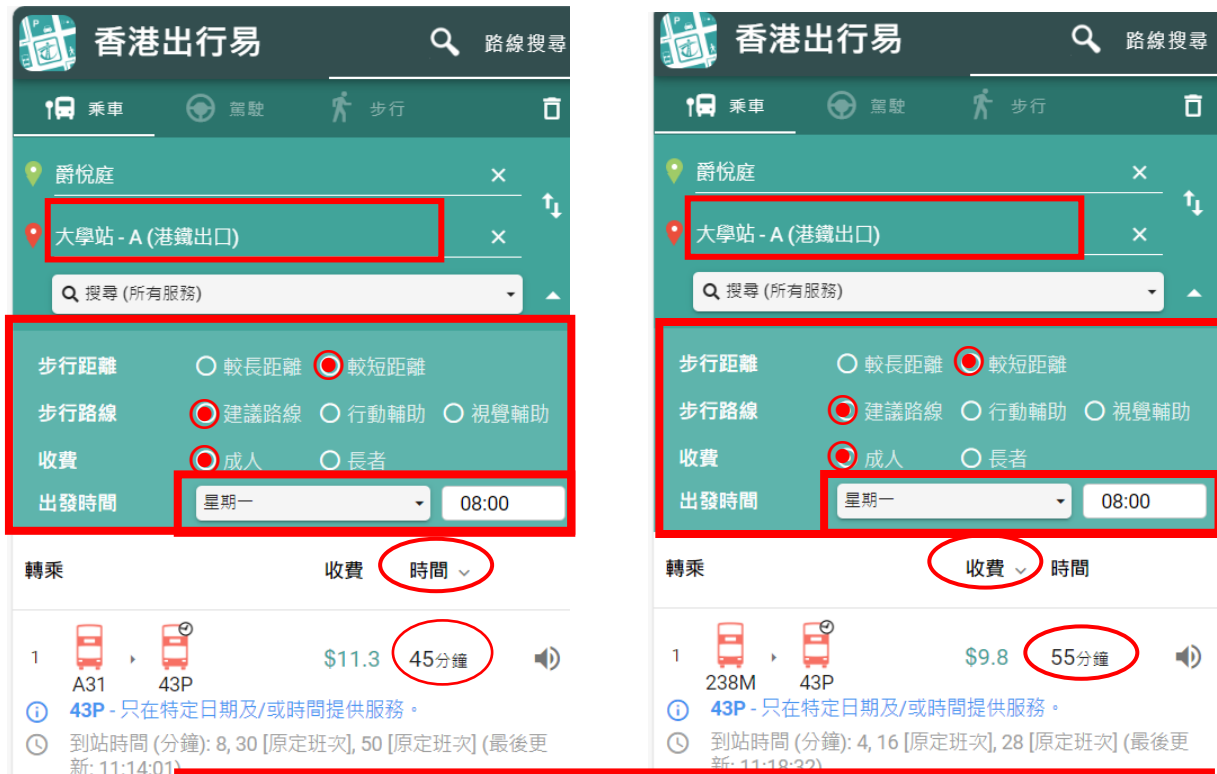 香港出行易
路線搜尋
乘車 駕駛 步行
爵悅庭
大學站 - A (港鐵出口)
搜尋 (所有服務)
步行距離 較長距離 較短距離
步行路線 建議路線 行動輔助 視覺輔助
收費 成人 長者
出發時間 星期一 08:00
轉乘 收費 時間
1 $11.3 45分鐘
A31 43P
43P - 只在特定日期及/或時間提供服務。
到站時間 (分鐘): 8, 30 [原定班次], 50 [原定班次] (最後更
新: 11:14:01)
香港出行易
路線搜尋
乘車 駕駛 步行
爵悅庭
大學站 - A (港鐵出口)
搜尋 (所有服務)
步行距離 較長距離 較短距離
步行路線 建議路線 行動輔助 視覺輔助
收費 成人 長者
出發時間 星期一 08:00
轉乘 收費 時間
1 $9.8 55分鐘
238M 43P
43P - 只在特定日期及/或時間提供服務。
到站時間 (分鐘): 4, 16 [原定班次], 28 [原定班次] (最後更
新: 11:18:32)